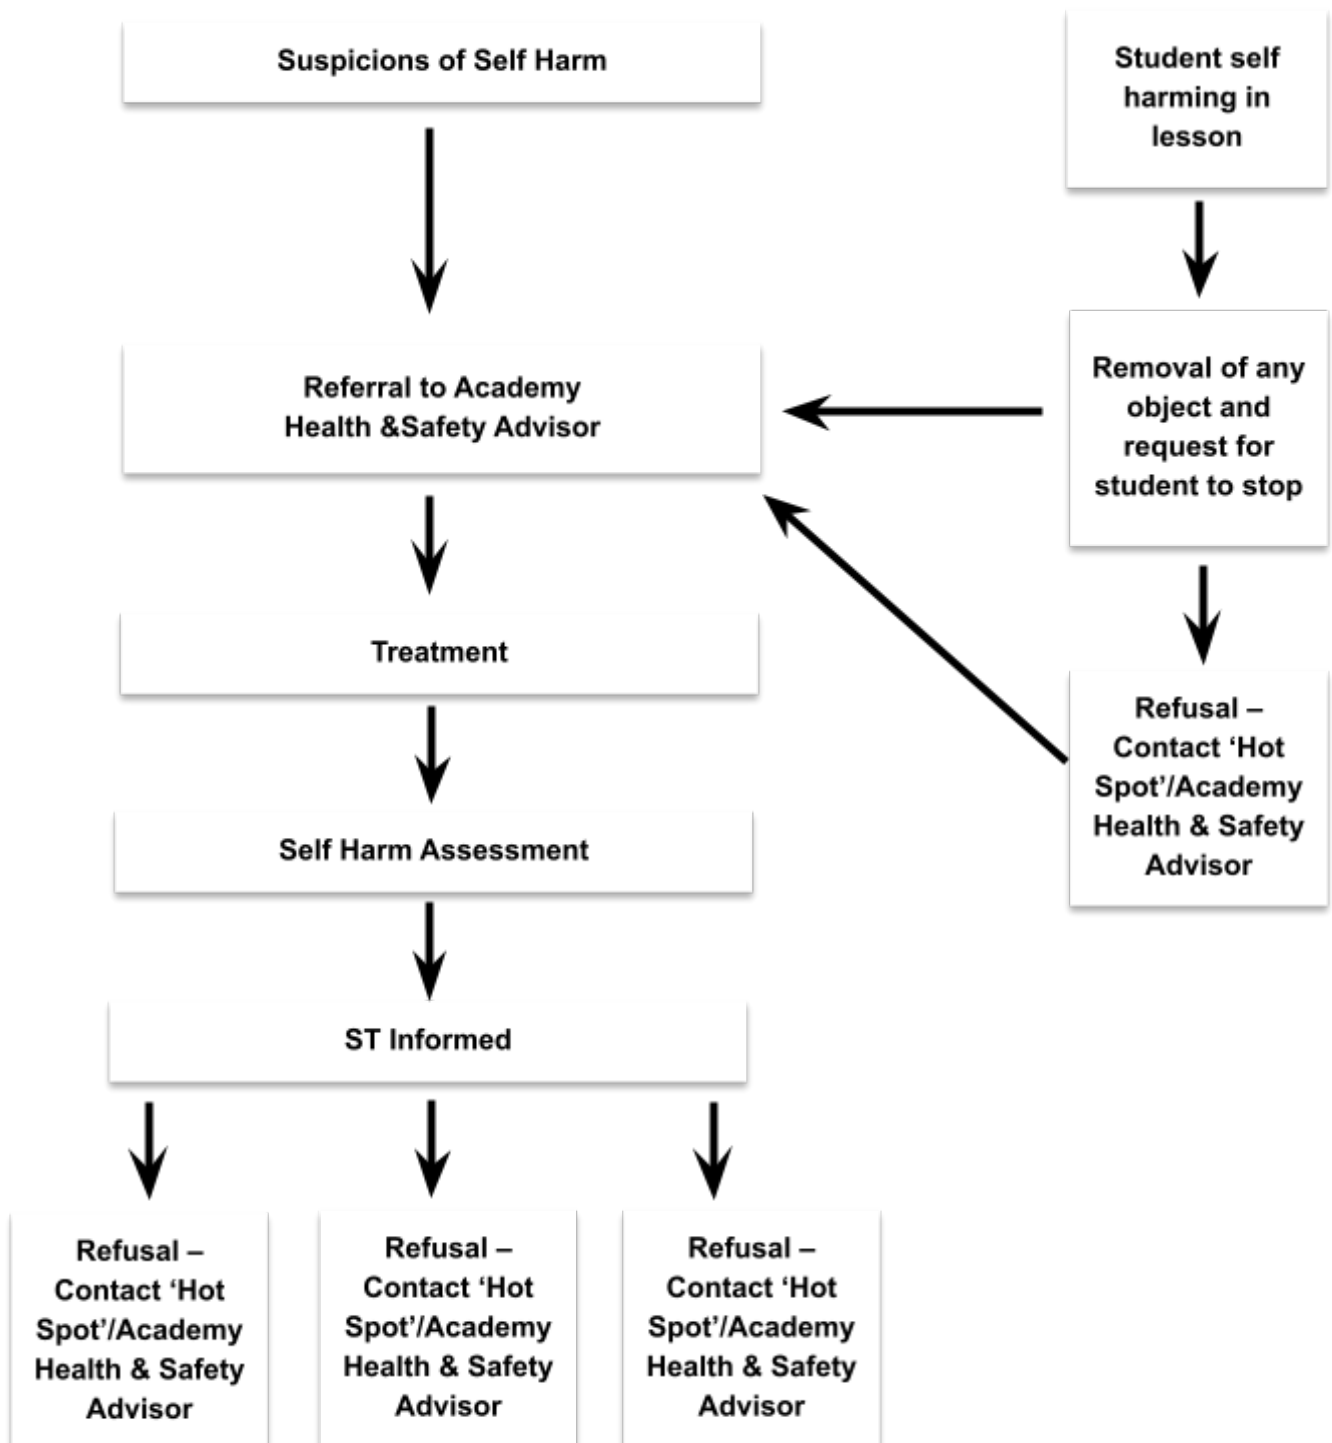 Suspicions of Self Harm
Student self
harming in
lesson
Referral to Academy
Health &Safety Advisor
Removal of any
object and
request for
student to stop
Treatment
Refusal –
Contact ‘Hot
Spot’/Academy
Health & Safety
Advisor
Self Harm Assessment
ST Informed
Refusal –
Contact ‘Hot
Spot’/Academy
Health & Safety
Advisor
Refusal –
Contact ‘Hot
Spot’/Academy
Health & Safety
Advisor
Refusal –
Contact ‘Hot
Spot’/Academy
Health & Safety
Advisor